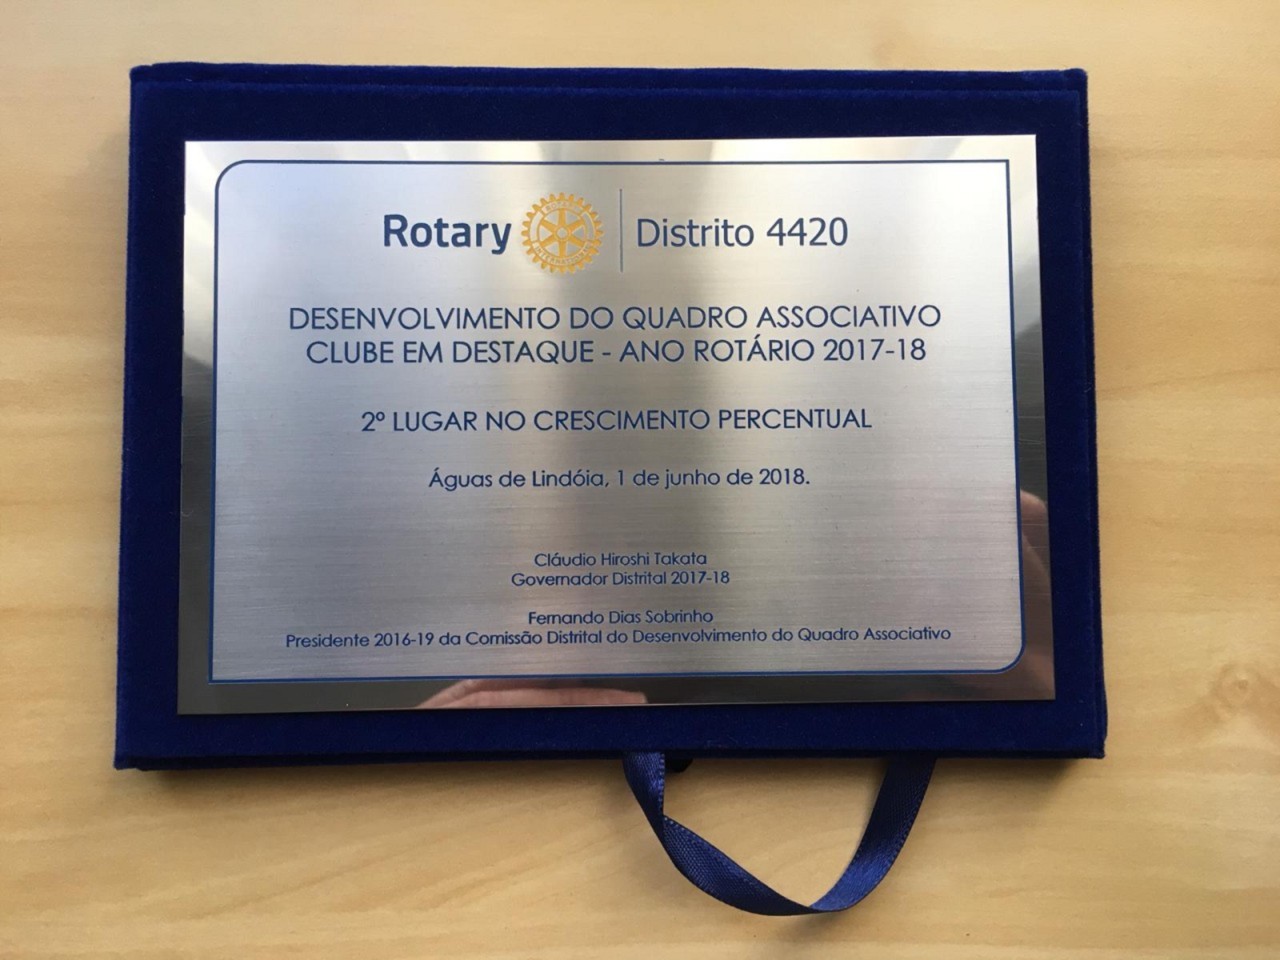 Rotary ROTARY INTERNATIONAL Distrito 4420
DESENVOLVIMENTO DO QUADRO ASSOCIATIVO
CLUBE EM DESTAQUE - ANO ROTÁRIO 2017-18
2º LUGAR NO CRESCIMENTO PERCENTUAL
Águas de Lindóia, 1 de junho de 2018.
Cláudio Hiroshi Takata
Governador Distrital 2017-18
Fernando Dias Sobrinho
Presidente 2016-19 da Comissão Distrital do Desenvolvimento do Quadro Associativo